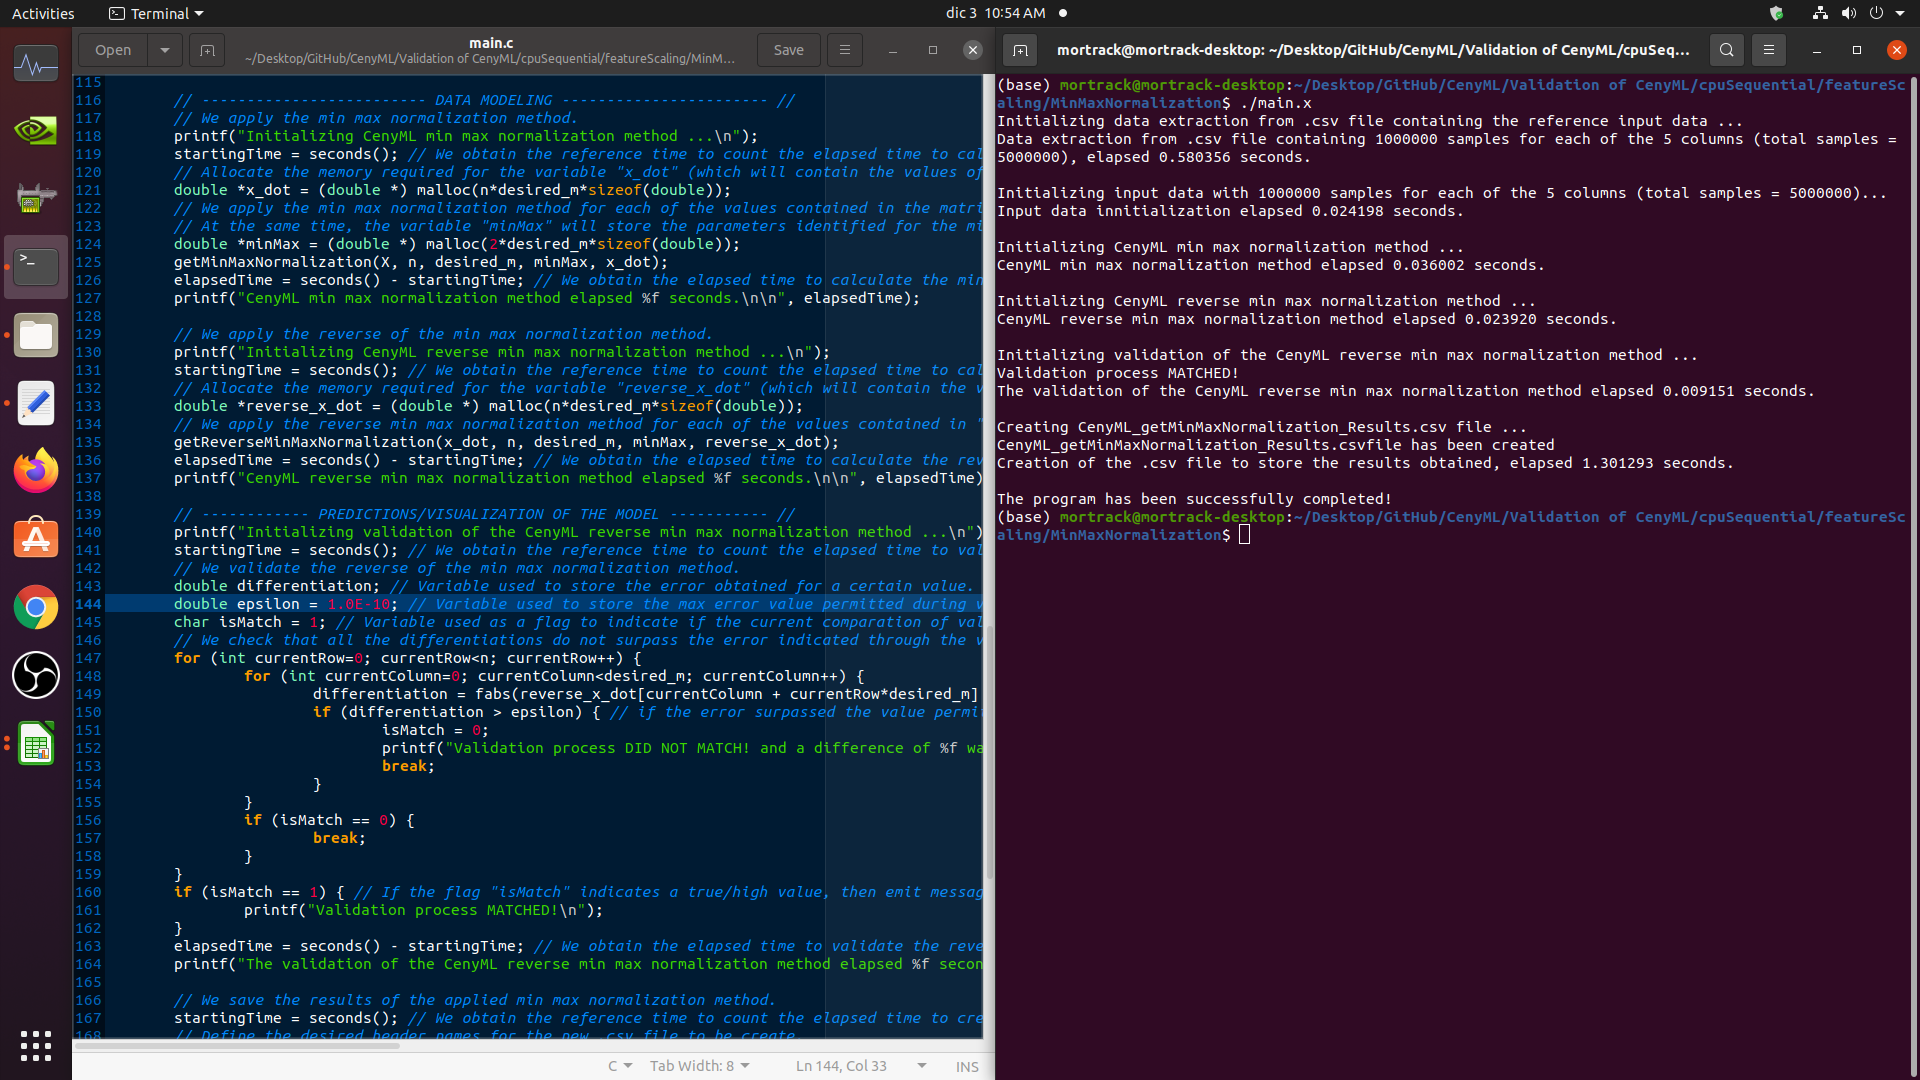 Activities
Terminal
dic 3 10:54 AM
Open
main.c
~/Desktop/GitHub/CenyML/Validation of CenyML/cpuSequential/featureScaling/MinM...
Save
115
116 // ------------------------- DATA MODELING ----------------------- //
117 // We apply the min max normalization method.
118 printf("Initializing CenyML min max normalization method ...\n");
119 startingTime = seconds(); // We obtain the reference time to count the elapsed time to cal
120 // Allocate the memory required for the variable "x_dot" (which will contain the values of
121 double *x_dot = (double *) malloc(n*desired_m*sizeof(double));
122 // We apply the min max normalization method for each of the values contained in the matri
123 // At the same time, the variable "minMax" will store the parameters identified for the mi
124 double *minMax = (double *) malloc(2*desired_m*sizeof(double));
125 getMinMaxNormalization(X, n, desired_m, minMax, x_dot);
126 elapsedTime = seconds() - startingTime; // We obtain the elapsed time to calculate the min
127 printf("CenyML min max normalization method elapsed %f seconds.\n\n", elapsedTime);
128
129 // We apply the reverse of the min max normalization method.
130 printf("Initializing CenyML reverse min max normalization method ...\n");
131 startingTime = seconds(); // We obtain the reference time to count the elapsed time to cal
132 // Allocate the memory required for the variable "reverse_x_dot" (which will contain the v
133 double *reverse_x_dot = (double *) malloc(n*desired_m*sizeof(double));
134 // We apply the reverse min max normalization method for each of the values contained in "
135 getReverseMinMaxNormalization(x_dot, n, desired_m, minMax, reverse_x_dot);
136 elapsedTime = seconds() - startingTime; // We obtain the elapsed time to calculate the rev
137 printf("CenyML reverse min max normalization method elapsed %f seconds.\n\n", elapsedTime)
138
139 // ------------ PREDICTIONS/VISUALIZATION OF THE MODEL ----------- //
140 printf("Initializing validation of the CenyML reverse min max normalization method ...\n")
141 startingTime = seconds(); // We obtain the reference time to count the elapsed time to val
142 // We validate the reverse of the min max normalization method.
143 double differentiation; // Variable used to store the error obtained for a certain value.
144 double epsilon = 1.0E-10; // Variable used to store the max error value permitted during v
145 char isMatch = 1; // Variable used as a flag to indicate if the current comparation of val
146 // We check that all the differentiations do not surpass the error indicated through the v
147 for (int currentRow=0; currentRow<n; currentRow++) {
148 for (int currentColumn=0; currentColumn<desired_m; currentColumn++) {
149 differentiation = fabs(reverse_x_dot[currentColumn + currentRow*desired_m]
150 if (differentiation > epsilon) { // if the error surpassed the value permi
151 isMatch = 0;
152 printf("Validation process DID NOT MATCH! and a difference of %f wa
153 break;
154 }
155 }
156 if (isMatch == 0) {
157 break;
158 }
159 }
160 if (isMatch == 1) { // If the flag "isMatch" indicates a true/high value, then emit messag
161 printf("Validation process MATCHED!\n");
162 }
163 elapsedTime = seconds() - startingTime; // We obtain the elapsed time to validate the reve
164 printf("The validation of the CenyML reverse min max normalization method elapsed %f secon
165
166 // We save the results of the applied min max normalization method.
167 startingTime = seconds(); // We obtain the reference time to count the elapsed time to cre
168 // Define the desired header names for the new .csv file to be create
C
Tab Width: 8
Ln 144, Col 33
INS
mortrack@mortrack-desktop: ~/Desktop/GitHub/CenyML/Validation of CenyML/cpuSeq...
(base) mortrack@mortrack-desktop:~/Desktop/GitHub/CenyML/Validation of CenyML/cpuSequential/featureSc
aling/MinMaxNormalization$ ./main.x
Initializing data extraction from .csv file containing the reference input data ...
Data extraction from .csv file containing 1000000 samples for each of the 5 columns (total samples =
5000000), elapsed 0.580356 seconds.
Initializing input data with 1000000 samples for each of the 5 columns (total samples = 5000000)...
Input data innitialization elapsed 0.024198 seconds.
Initializing CenyML min max normalization method ...
CenyML min max normalization method elapsed 0.036002 seconds.
Initializing CenyML reverse min max normalization method ...
CenyML reverse min max normalization method elapsed 0.023920 seconds.
Initializing validation of the CenyML reverse min max normalization method ...
Validation process MATCHED!
The validation of the CenyML reverse min max normalization method elapsed 0.009151 seconds.
Creating CenyML_getMinMaxNormalization_Results.csv file ...
CenyML_getMinMaxNormalization_Results.csvfile has been created
Creation of the .csv file to store the results obtained, elapsed 1.301293 seconds.
The program has been successfully completed!
(base) mortrack@mortrack-desktop:~/Desktop/GitHub/CenyML/Validation of CenyML/cpuSequential/featureSc
aling/MinMaxNormalization$